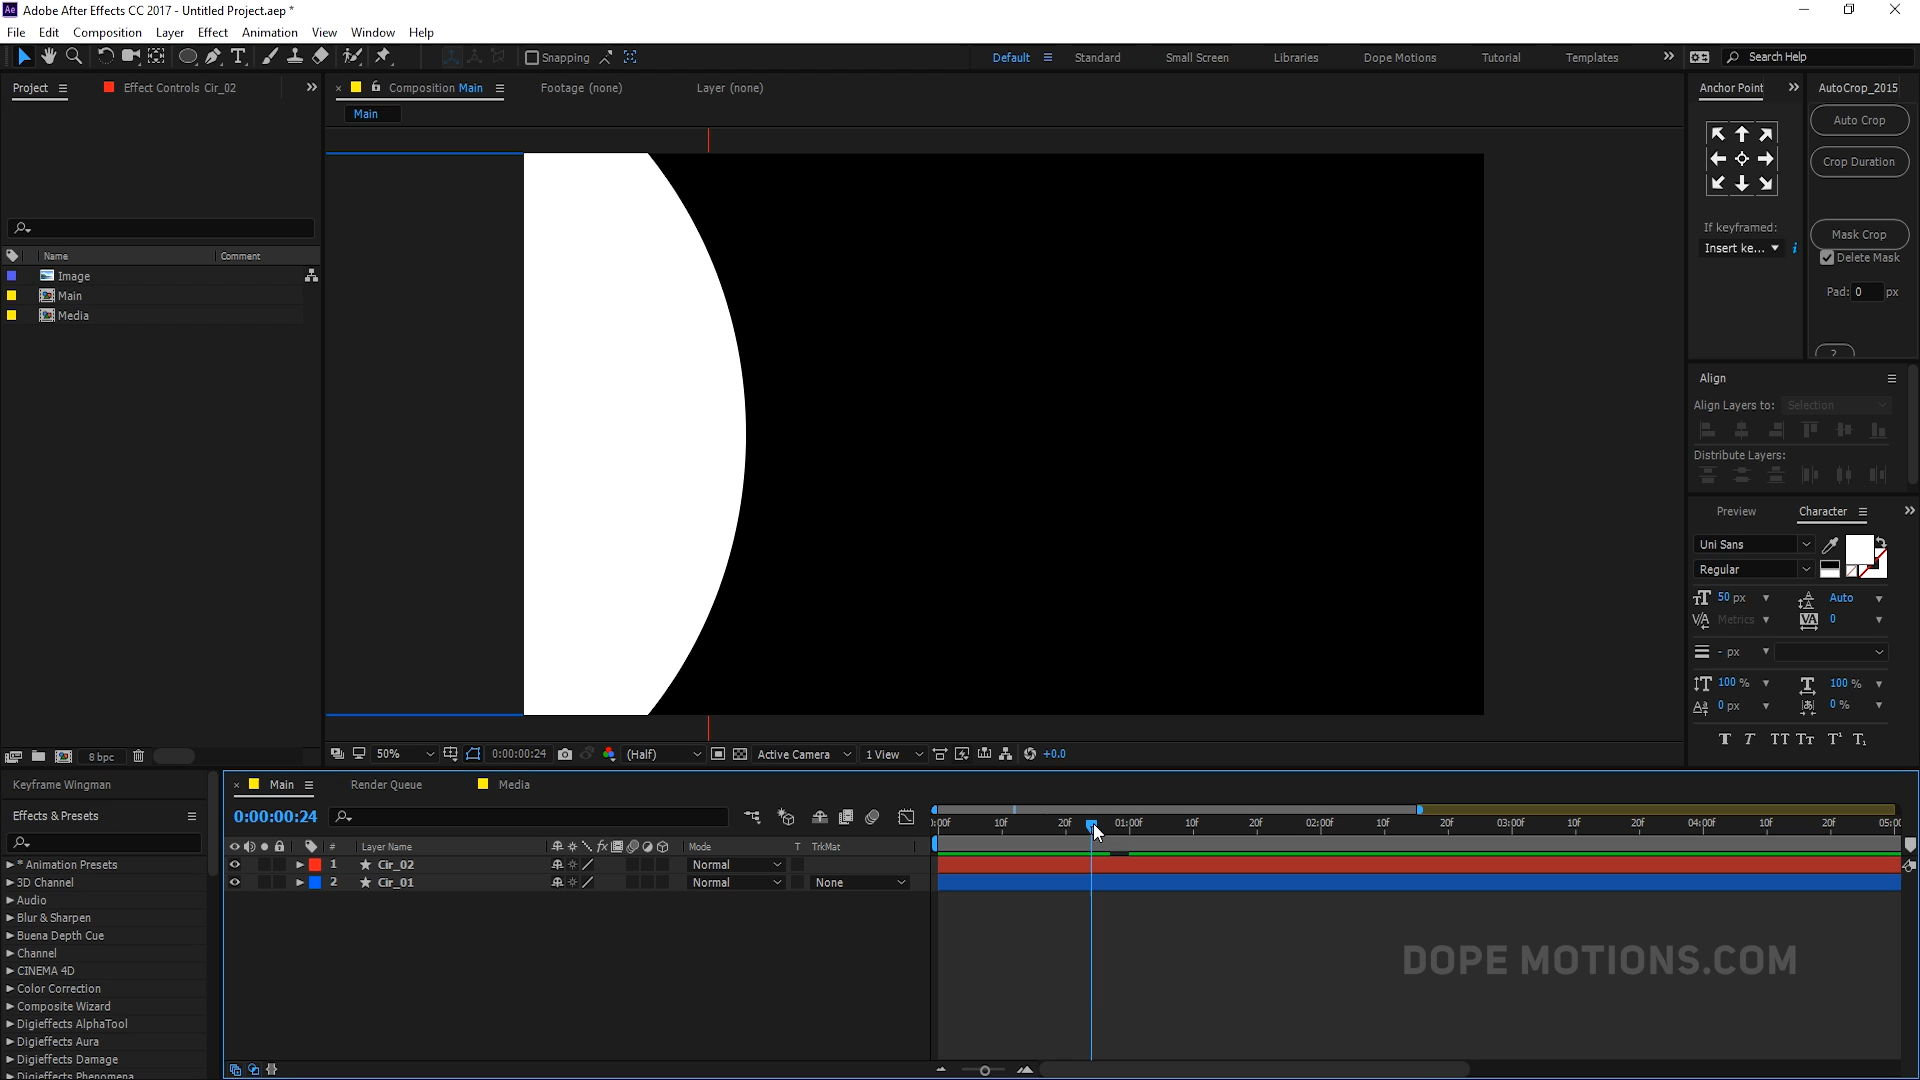 Adobe After Effects CC 2017 - Untitled Project.aep *
File Edit Composition Layer Effect Animation View Window Help
Snapping Default Standard Small Screen Libraries Dope Motions Tutorial Templates Search Help
Project Effect Controls Cir_02
Composition Main Footage (none) Layer (none)
Main
Anchor Point AutoCrop_2015
Auto Crop
Crop Duration
If keyframed:
Insert ke...
Mask Crop
Delete Mask
Pad: 0 px
?
Name Comment
Image
Main
Media
Align
Align Layers to: Selection
Distribute Layers:
Preview Character
Uni Sans
Regular
50 px Auto
Metrics 0
- px
100 % 100 %
0 px 0 %
8 bpc
50% 0:00:00:24 (Half) Active Camera 1 View +0.0
Keyframe Wingman
Effects & Presets
* Animation Presets
3D Channel
Audio
Blur & Sharpen
Buena Depth Cue
Channel
CINEMA 4D
Color Correction
Composite Wizard
Digieffects AlphaTool
Digieffects Aura
Digieffects Damage
Digieffects Phenomena
Main Render Queue Media
0:00:00:24
):00f 10f 20f 01:00f 10f 20f 02:00f 10f 20f 03:00f 10f 20f 04:00f 10f 20f 05:00
# Layer Name Mode T TrkMat
1 Cir_02 Normal
2 Cir_01 Normal None
DOPE MOTIONS.COM